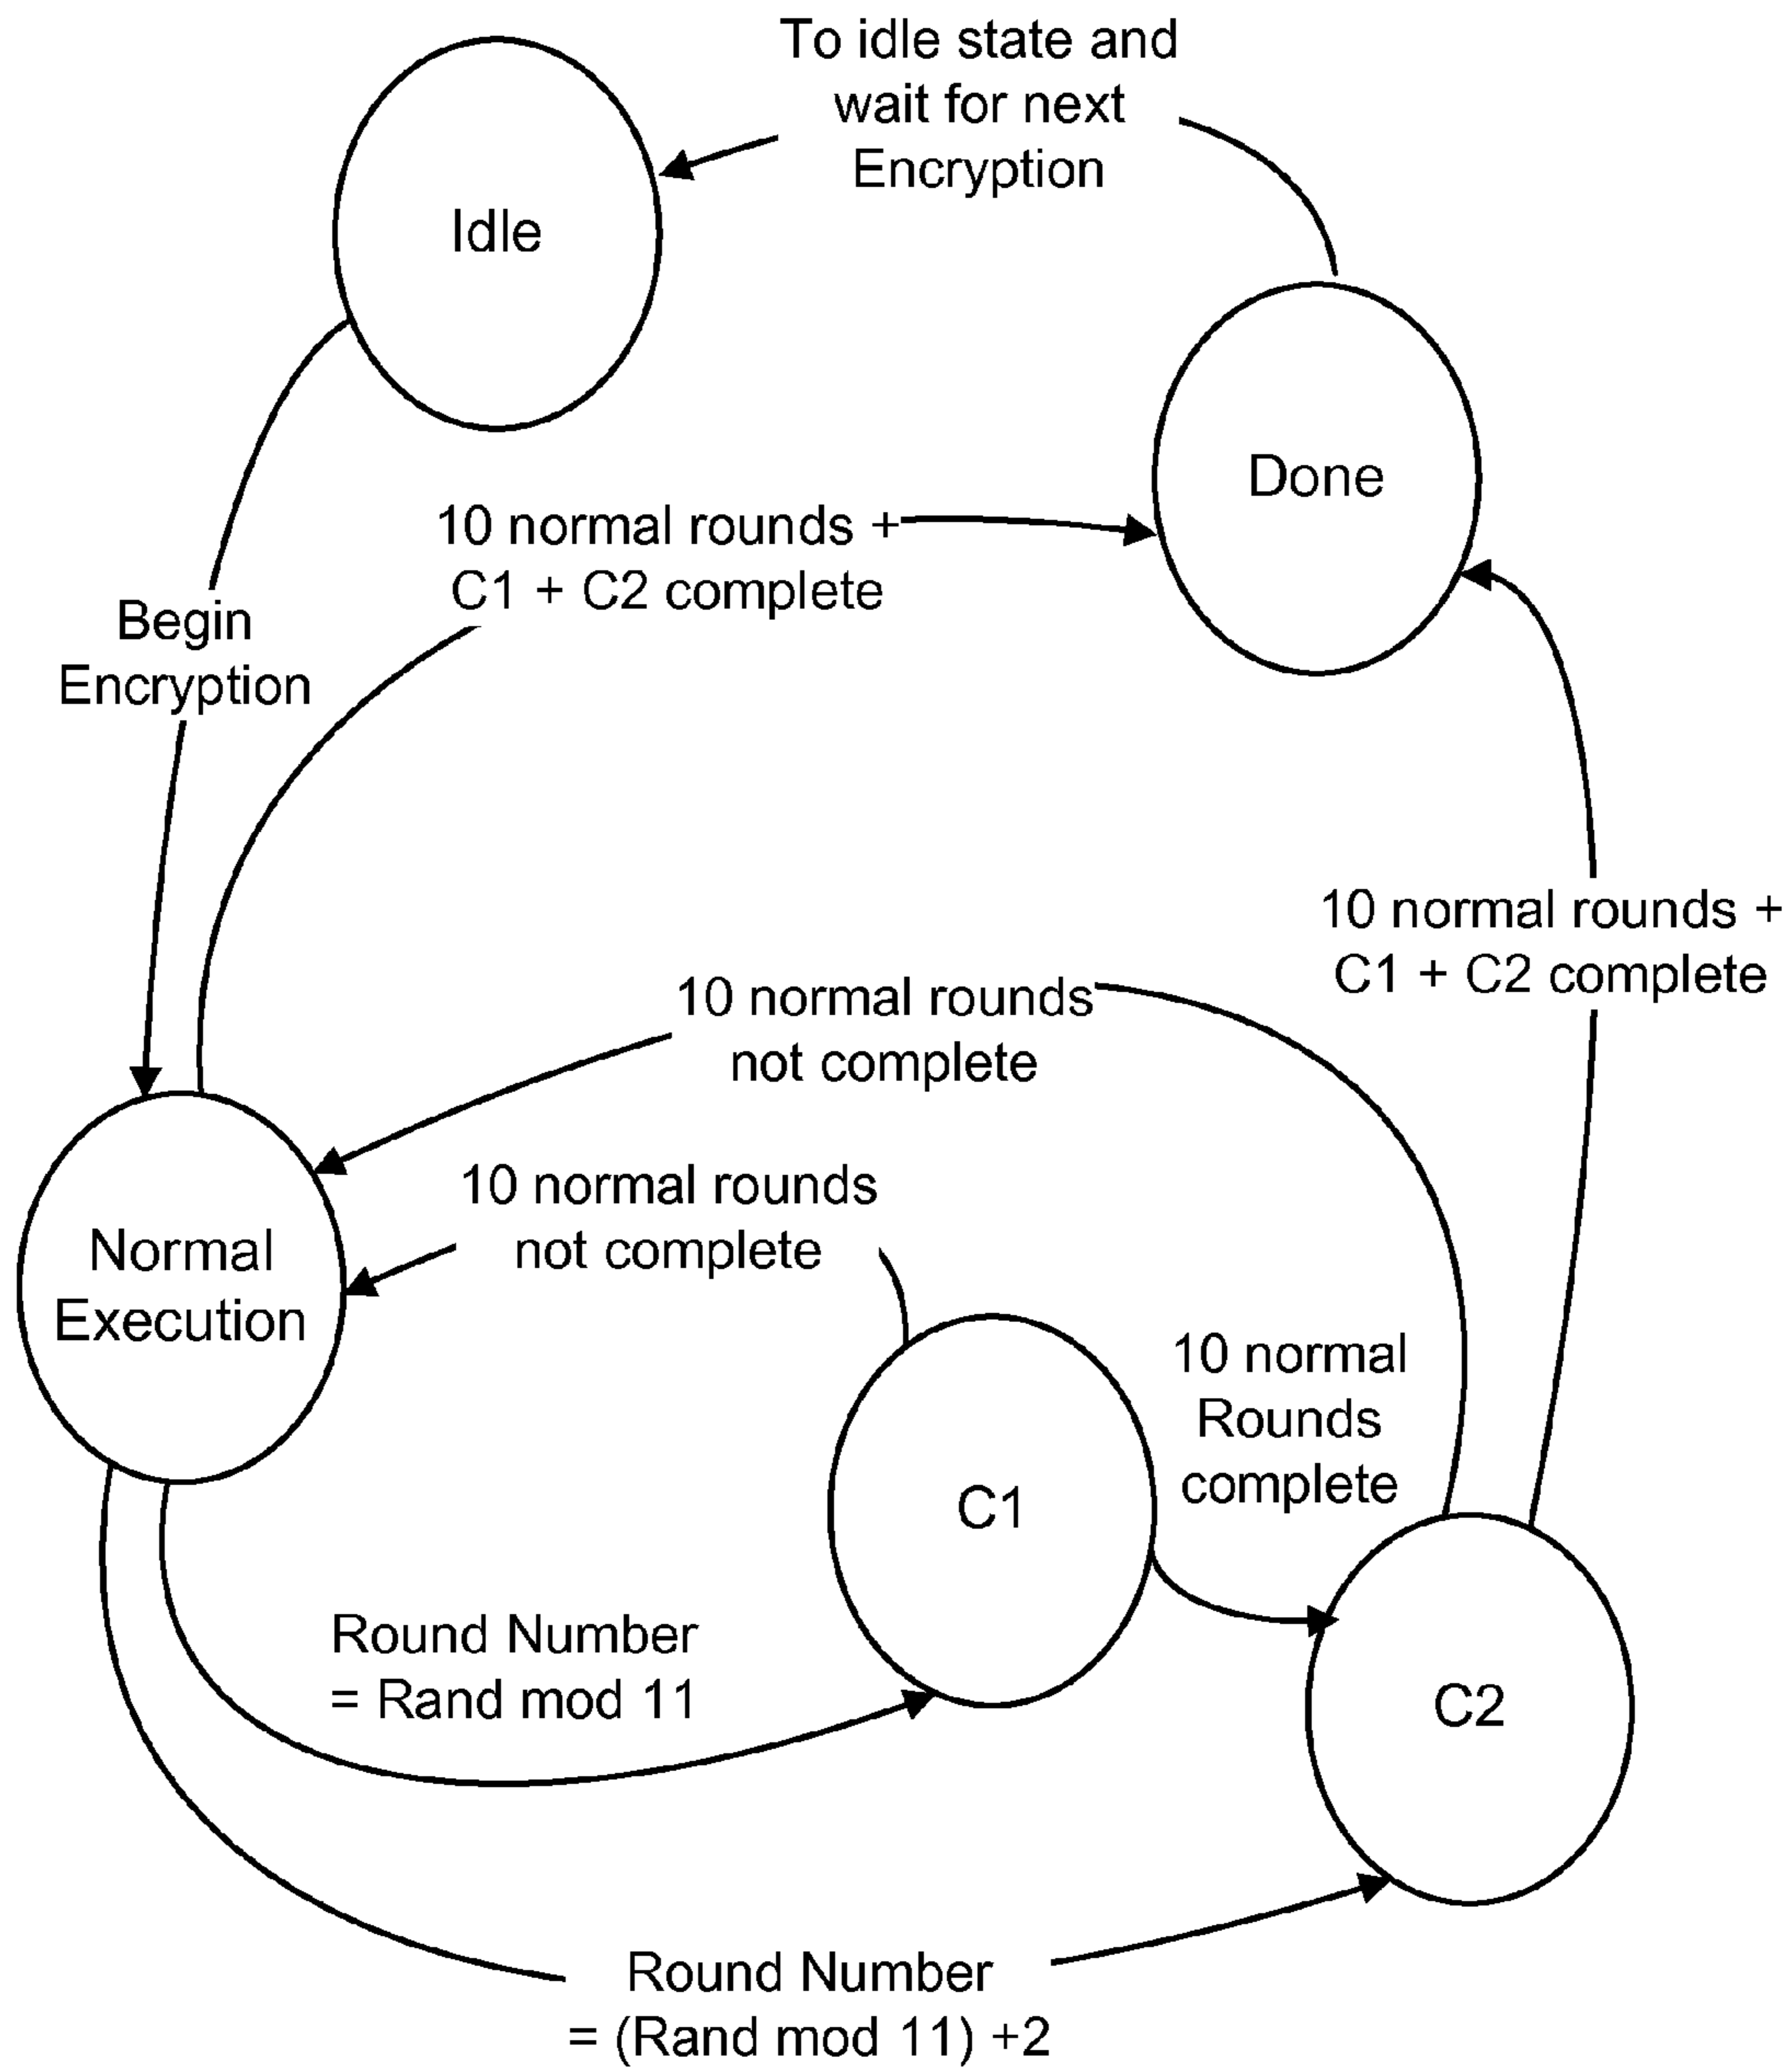 To idle state and
wait for next
Encryption
Idle
Done
10 normal rounds +
C1 + C2 complete
Begin
Encryption
10 normal rounds +
C1 + C2 complete
10 normal rounds
not complete
10 normal rounds
not complete
Normal
Execution
10 normal
Rounds
complete
C1
Round Number
= Rand mod 11
C2
Round Number
= (Rand mod 11) +2